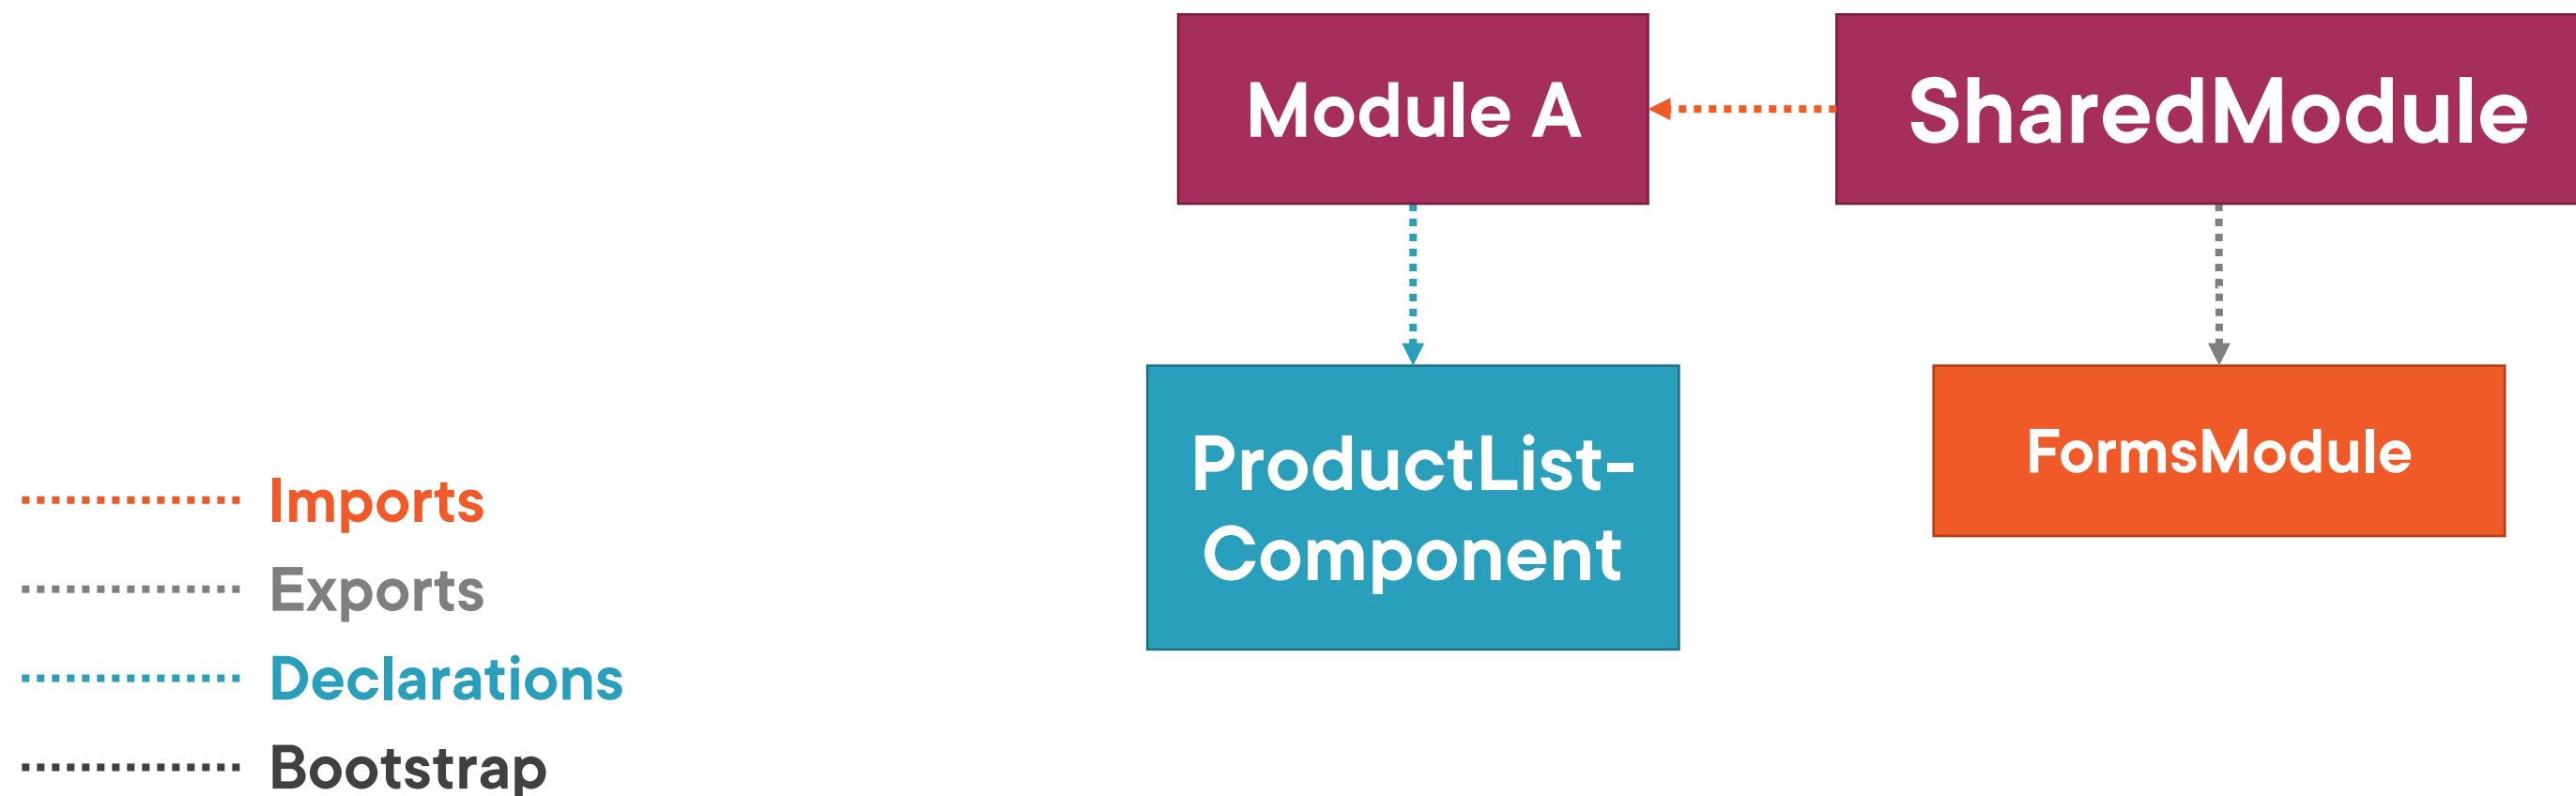 Module A
SharedModule
ProductList-
Component
FormsModule
Imports
Exports
Declarations
Bootstrap